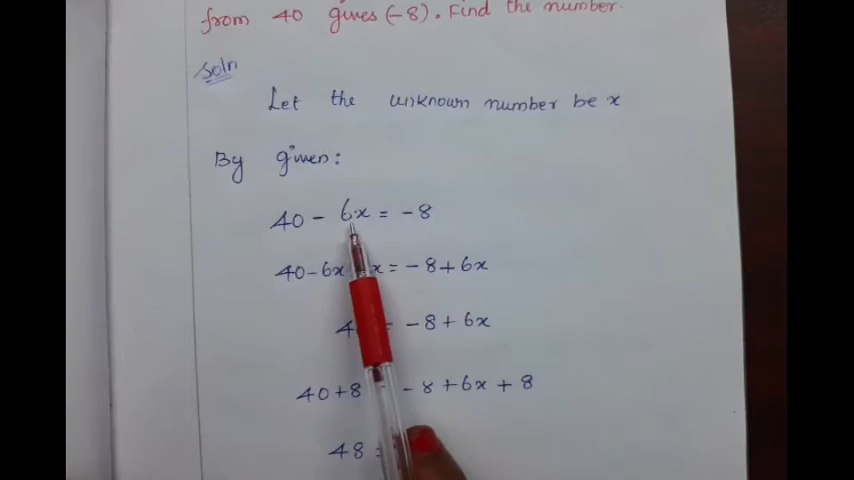 from 40 gives (-8). Find the number.
Soln
Let the unknown number be x
By given:
40 - 6x = -8
40-6x x = -8+6x
4 = -8+6x
40+8 -8+6x+8
48 =